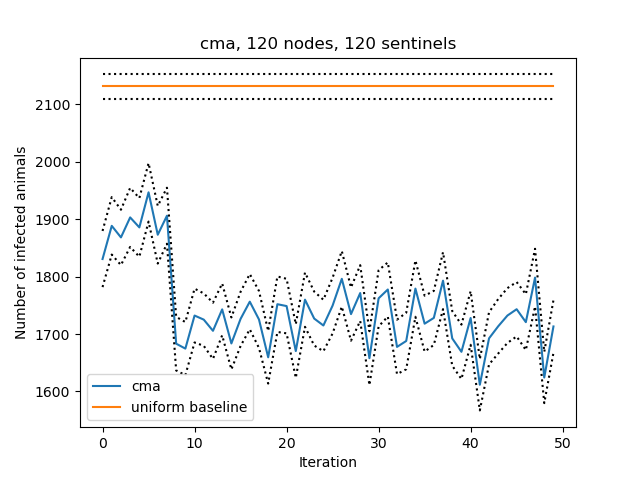 cma, 120 nodes, 120 sentinels
Number of infected animals
2100
2000
1900
1800
1700
1600
cma
uniform baseline
0 10 20 30 40 50
Iteration